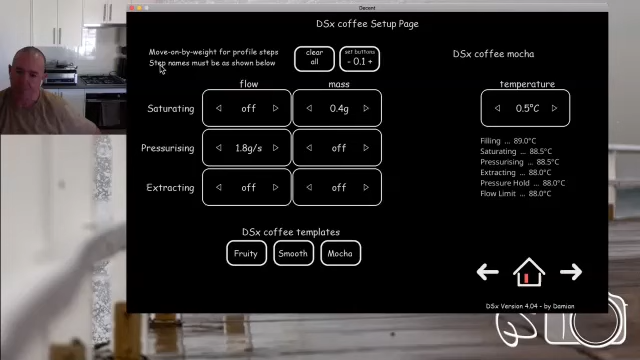 Decent
DSx coffee Setup Page
Move-on-by-weight for profile steps
Step names must be as shown below
clear
all
set buttons
- 0.1 +
DSx coffee mocha
flow
mass
temperature
Saturating
off
0.4g
0.5°C
Pressurising
1.8g/s
off
Extracting
off
off
Filling ... 89.0°C
Saturating ... 88.5°C
Pressurising ... 88.5°C
Extracting ... 88.0°C
Pressure Hold ... 88.0°C
Flow Limit ... 88.0°C
DSx coffee templates
Fruity
Smooth
Mocha
DSx Version 4.04 - by Damian